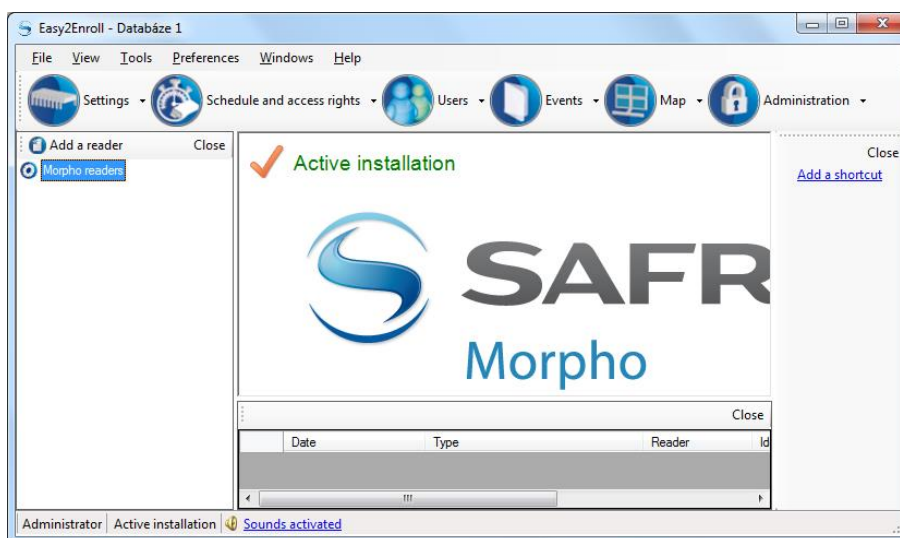 Easy2Enroll - Databáze 1
File View Tools Preferences Windows Help
Settings Schedule and access rights Users Events Map Administration
Add a reader Close
Morpho readers
Active installation
SAFR
Morpho
Close
Add a shortcut
Close
Date Type Reader Id
Administrator Active installation Sounds activated